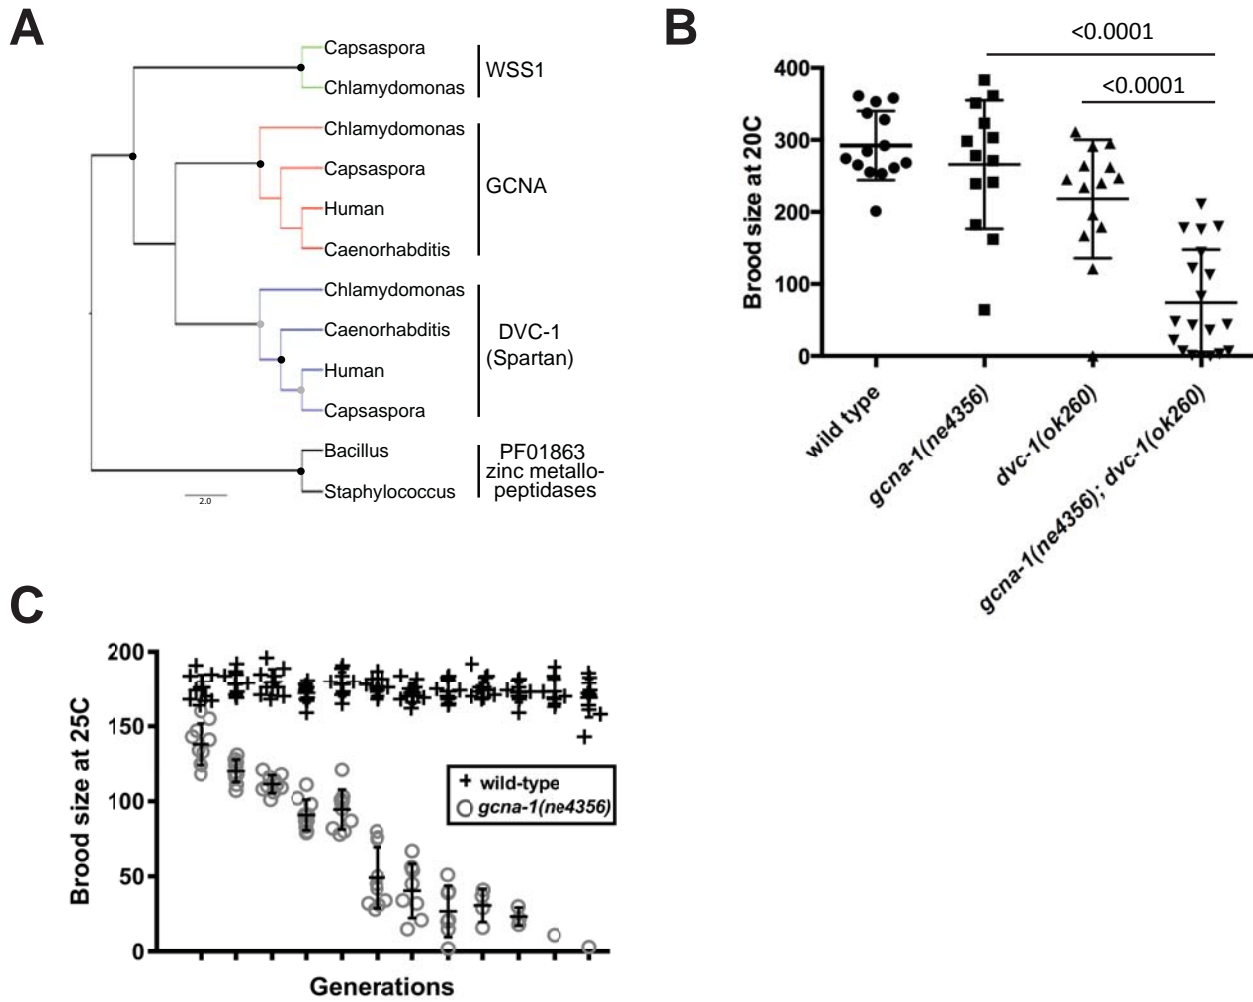 A
Capsaspora
Chlamydomonas
WSS1
Chlamydomonas
Capsaspora
Human
Caenorhabditis
GCNA
Chlamydomonas
Caenorhabditis
Human
Capsaspora
DVC-1
(Spartan)
Bacillus
Staphylococcus
PF01863
zinc metallo-
peptidases
2.0
B
<0.0001
<0.0001
Brood size at 20C
400
300
200
100
0
wild type
gcna-1(ne4356)
dvc-1(ok260)
gcna-1(ne4356); dvc-1(ok260)
C
Brood size at 25C
200
150
100
50
0
wild-type
gcna-1(ne4356)
Generations